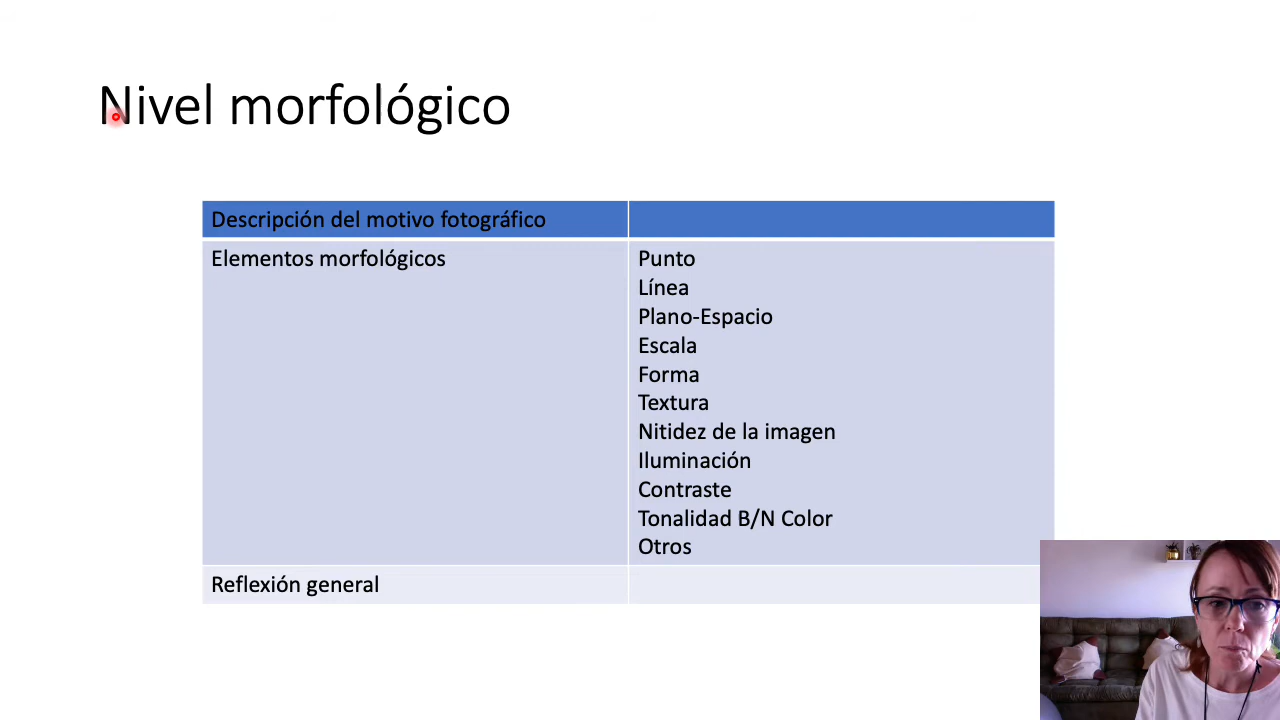 Nivel morfológico
Descripción del motivo fotográfico
Elementos morfológicos
Punto
Línea
Plano-Espacio
Escala
Forma
Textura
Nitidez de la imagen
Iluminación
Contraste
Tonalidad B/N Color
Otros
Reflexión general